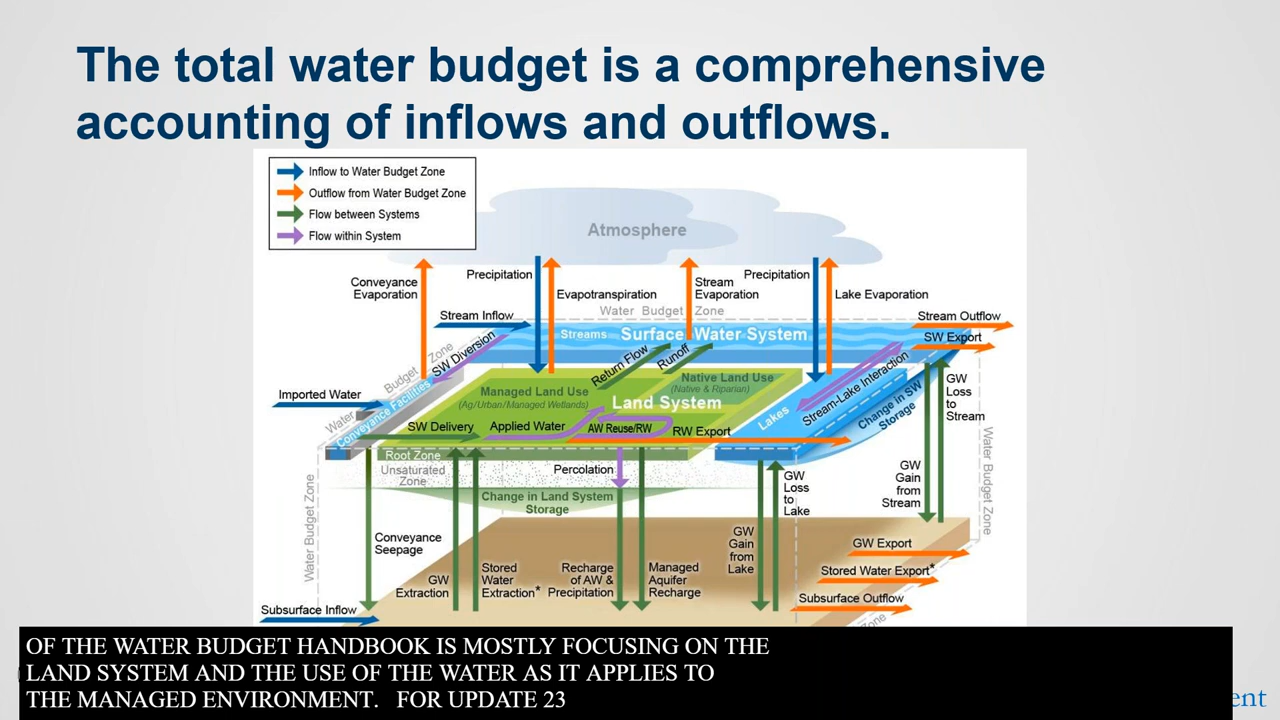 The total water budget is a comprehensive
accounting of inflows and outflows.
Inflow to Water Budget Zone
Outflow from Water Budget Zone
Flow between Systems
Flow within System
Atmosphere
Conveyance
Evaporation
Precipitation
Evapotranspiration
Stream
Evaporation
Precipitation
Lake Evaporation
Water Budget Zone
Stream Inflow
Stream Outflow
Streams
Surface Water System
SW Export
SW Diversion
Return Flow
Runoff
Stream-Lake Interaction
Water Budget Zone
Imported Water
Conveyance Facilities
Managed Land Use
(Ag/Urban/Managed Wetlands)
Native Land Use
(Native & Riparian)
Land System
Lakes
Change in SW
Storage
GW
Loss
to
Stream
SW Delivery
Applied Water
AW Reuse/RW
RW Export
Root Zone
Unsaturated
Zone
Percolation
Change in Land System
Storage
GW
Loss
to
Lake
GW
Gain
from
Stream
Water Budget Zone
Water Budget Zone
Conveyance
Seepage
GW
Extraction
Stored
Water
Extraction*
Recharge
of AW &
Precipitation
Managed
Aquifer
Recharge
GW
Gain
from
Lake
GW Export
Stored Water Export*
Subsurface Outflow
Subsurface Inflow
Zone
OF THE WATER BUDGET HANDBOOK IS MOSTLY FOCUSING ON THE
LAND SYSTEM AND THE USE OF THE WATER AS IT APPLIES TO
THE MANAGED ENVIRONMENT. FOR UPDATE 23
ent